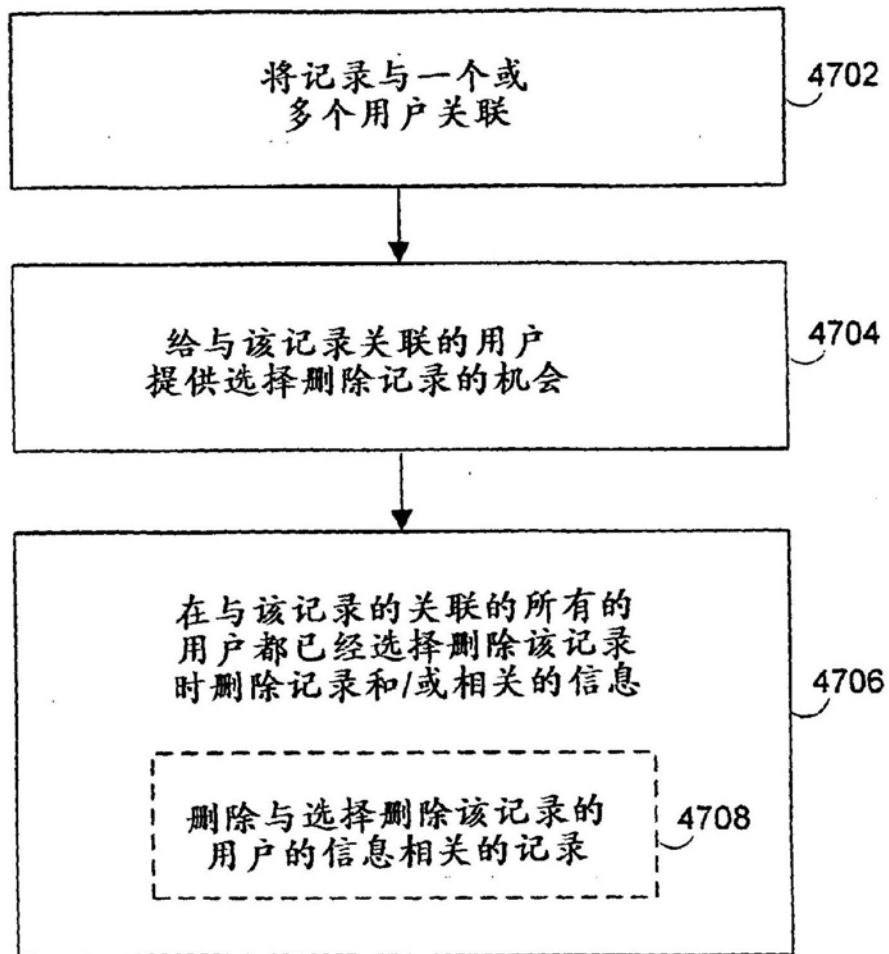 将记录与一个或
多个用户关联
4702
给与该记录关联的用户
提供选择删除记录的机会
4704
在与该记录的关联的所有的
用户都已经选择删除该记录
时删除记录和/或相关的信息
4706
删除与选择删除该记录的
用户的信息相关的记录
4708